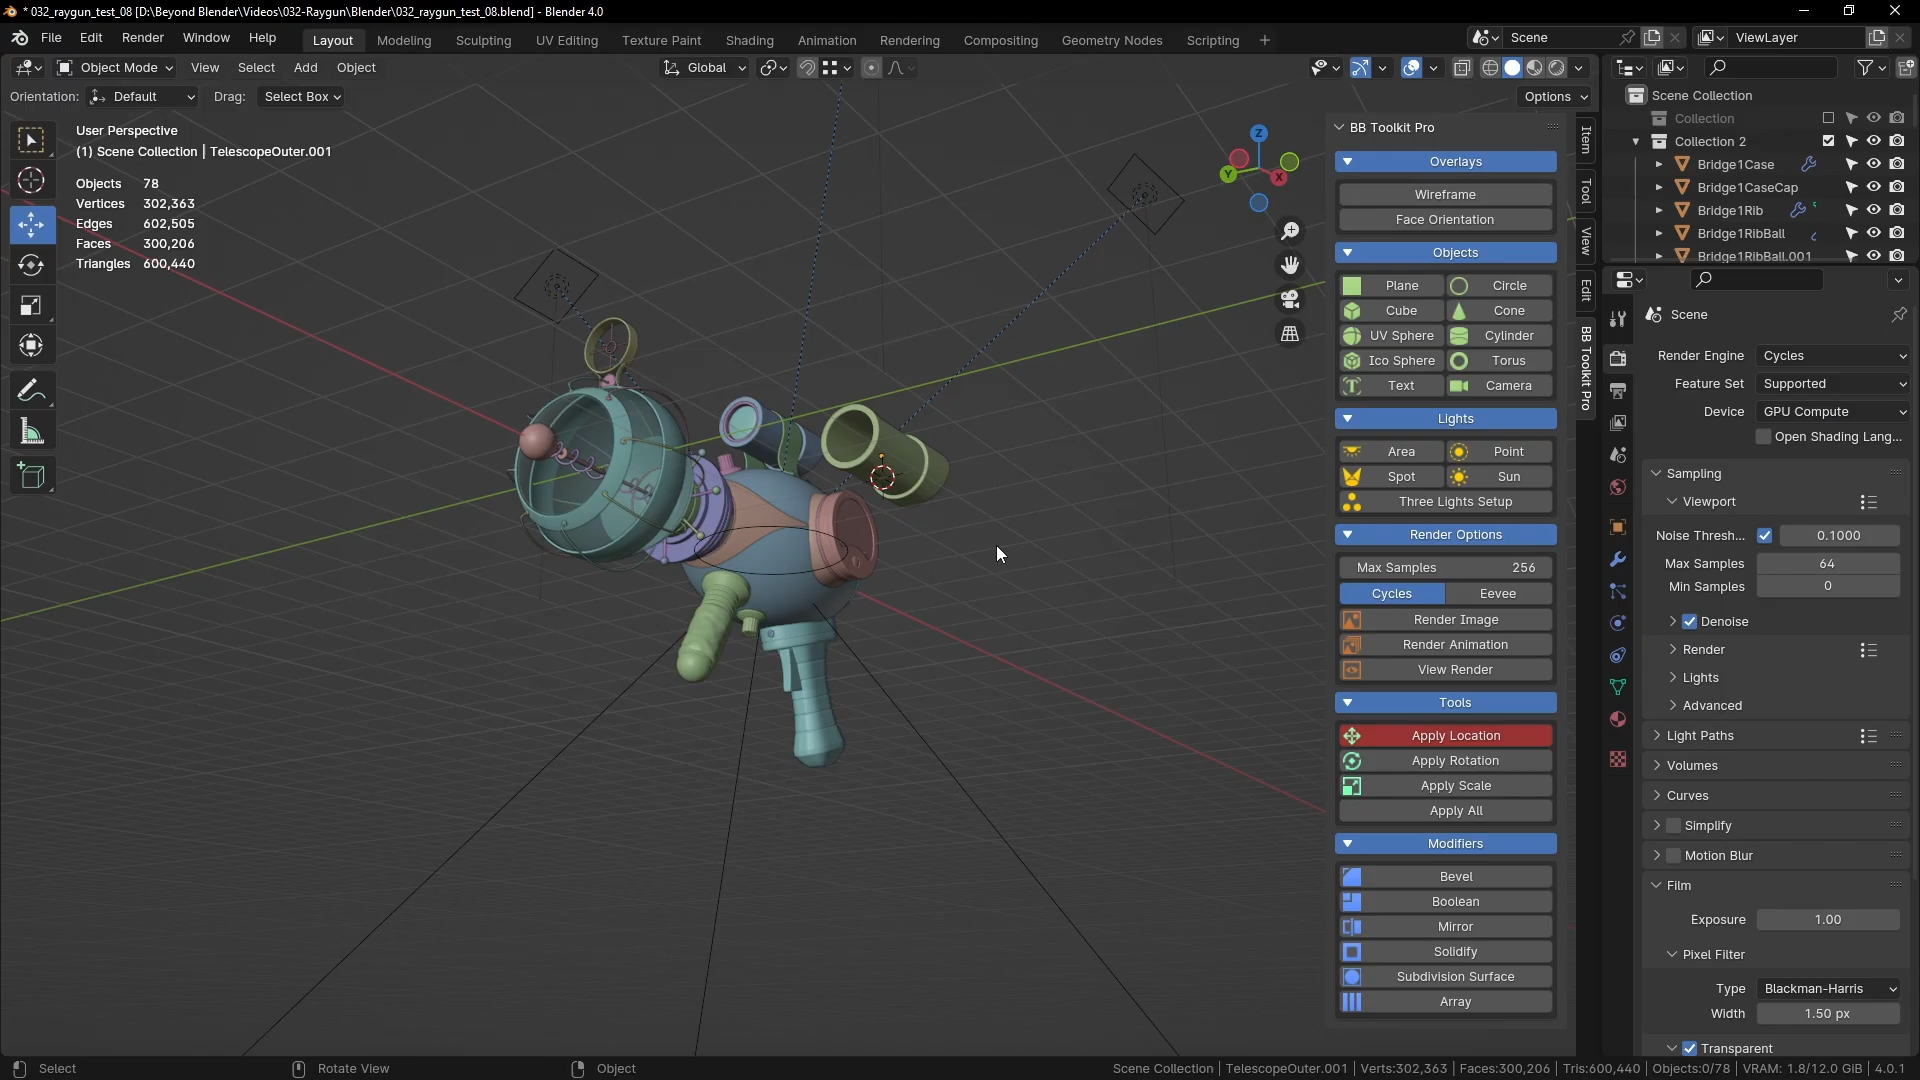 * 032_raygun_test_08 [D:\Beyond Blender\Videos\032-Raygun\Blender\032_raygun_test_08.blend] - Blender 4.0
File Edit Render Window Help Layout Modeling Sculpting UV Editing Texture Paint Shading Animation Rendering Compositing Geometry Nodes Scripting + Scene ViewLayer
Object Mode View Select Add Object Global
Orientation: Default Drag: Select Box Options
User Perspective
(1) Scene Collection | TelescopeOuter.001
Objects 78
Vertices 302,363
Edges 602,505
Faces 300,206
Triangles 600,440
Z
Y
X
BB Toolkit Pro
Overlays
Wireframe
Face Orientation
Objects
Plane Circle
Cube Cone
UV Sphere Cylinder
Ico Sphere Torus
Text Camera
Lights
Area Point
Spot Sun
Three Lights Setup
Render Options
Max Samples 256
Cycles Eevee
Render Image
Render Animation
View Render
Tools
Apply Location
Apply Rotation
Apply Scale
Apply All
Modifiers
Bevel
Boolean
Mirror
Solidify
Subdivision Surface
Array
Item
Tool
View
Edit
BB Toolkit Pro
Scene Collection
Collection
Collection 2
Bridge1Case
Bridge1CaseCap
Bridge1Rib
Bridge1RibBall
Bridge1RibBall.001
Scene
Render Engine Cycles
Feature Set Supported
Device GPU Compute
Open Shading Lang...
Sampling
Viewport
Noise Thresh... 0.1000
Max Samples 64
Min Samples 0
Denoise
Render
Lights
Advanced
Light Paths
Volumes
Curves
Simplify
Motion Blur
Film
Exposure 1.00
Pixel Filter
Type Blackman-Harris
Width 1.50 px
Transparent
Select Rotate View Object Scene Collection | TelescopeOuter.001 | Verts:302,363 | Faces:300,206 | Tris:600,440 | Objects:0/78 | VRAM: 1.8/12.0 GiB | 4.0.1